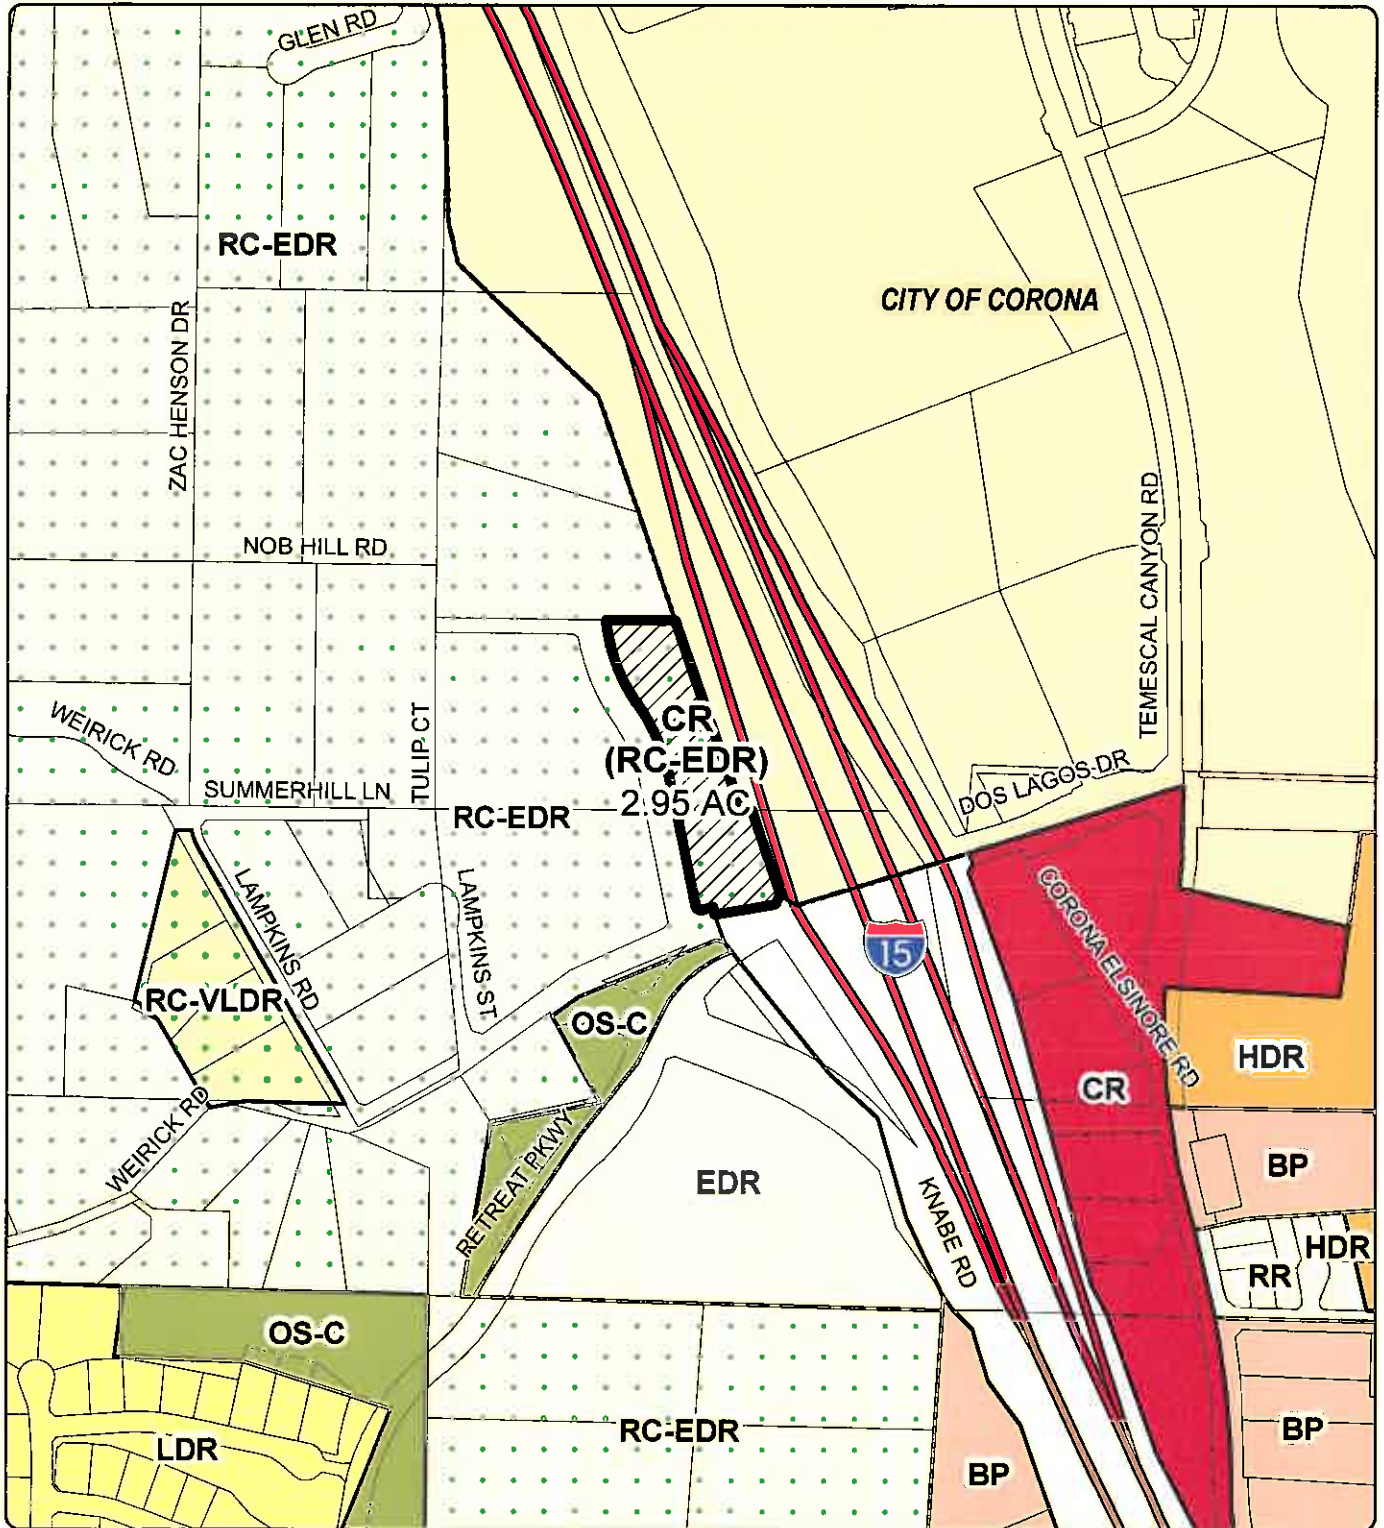 GLEN RD
RC-EDR
CITY OF CORONA
ZAC HENSON DR
NOB HILL RD
TEMESCAL CANYON RD
WEIRICK RD
TULIP CT
CR
(RC-EDR)
2.95 AC
SUMMERHILL LN
RC-EDR
DOS LAGOS DR
LAMPKINS RD
LAMPKINS ST
CORONA ELSINORE RD
15
RC-VLDR
OS-C
HDR
CR
WEIRICK RD
RETREAT PKWY
EDR
KNABE RD
BP
HDR
RR
OS-C
LDR
RC-EDR
BP
BP